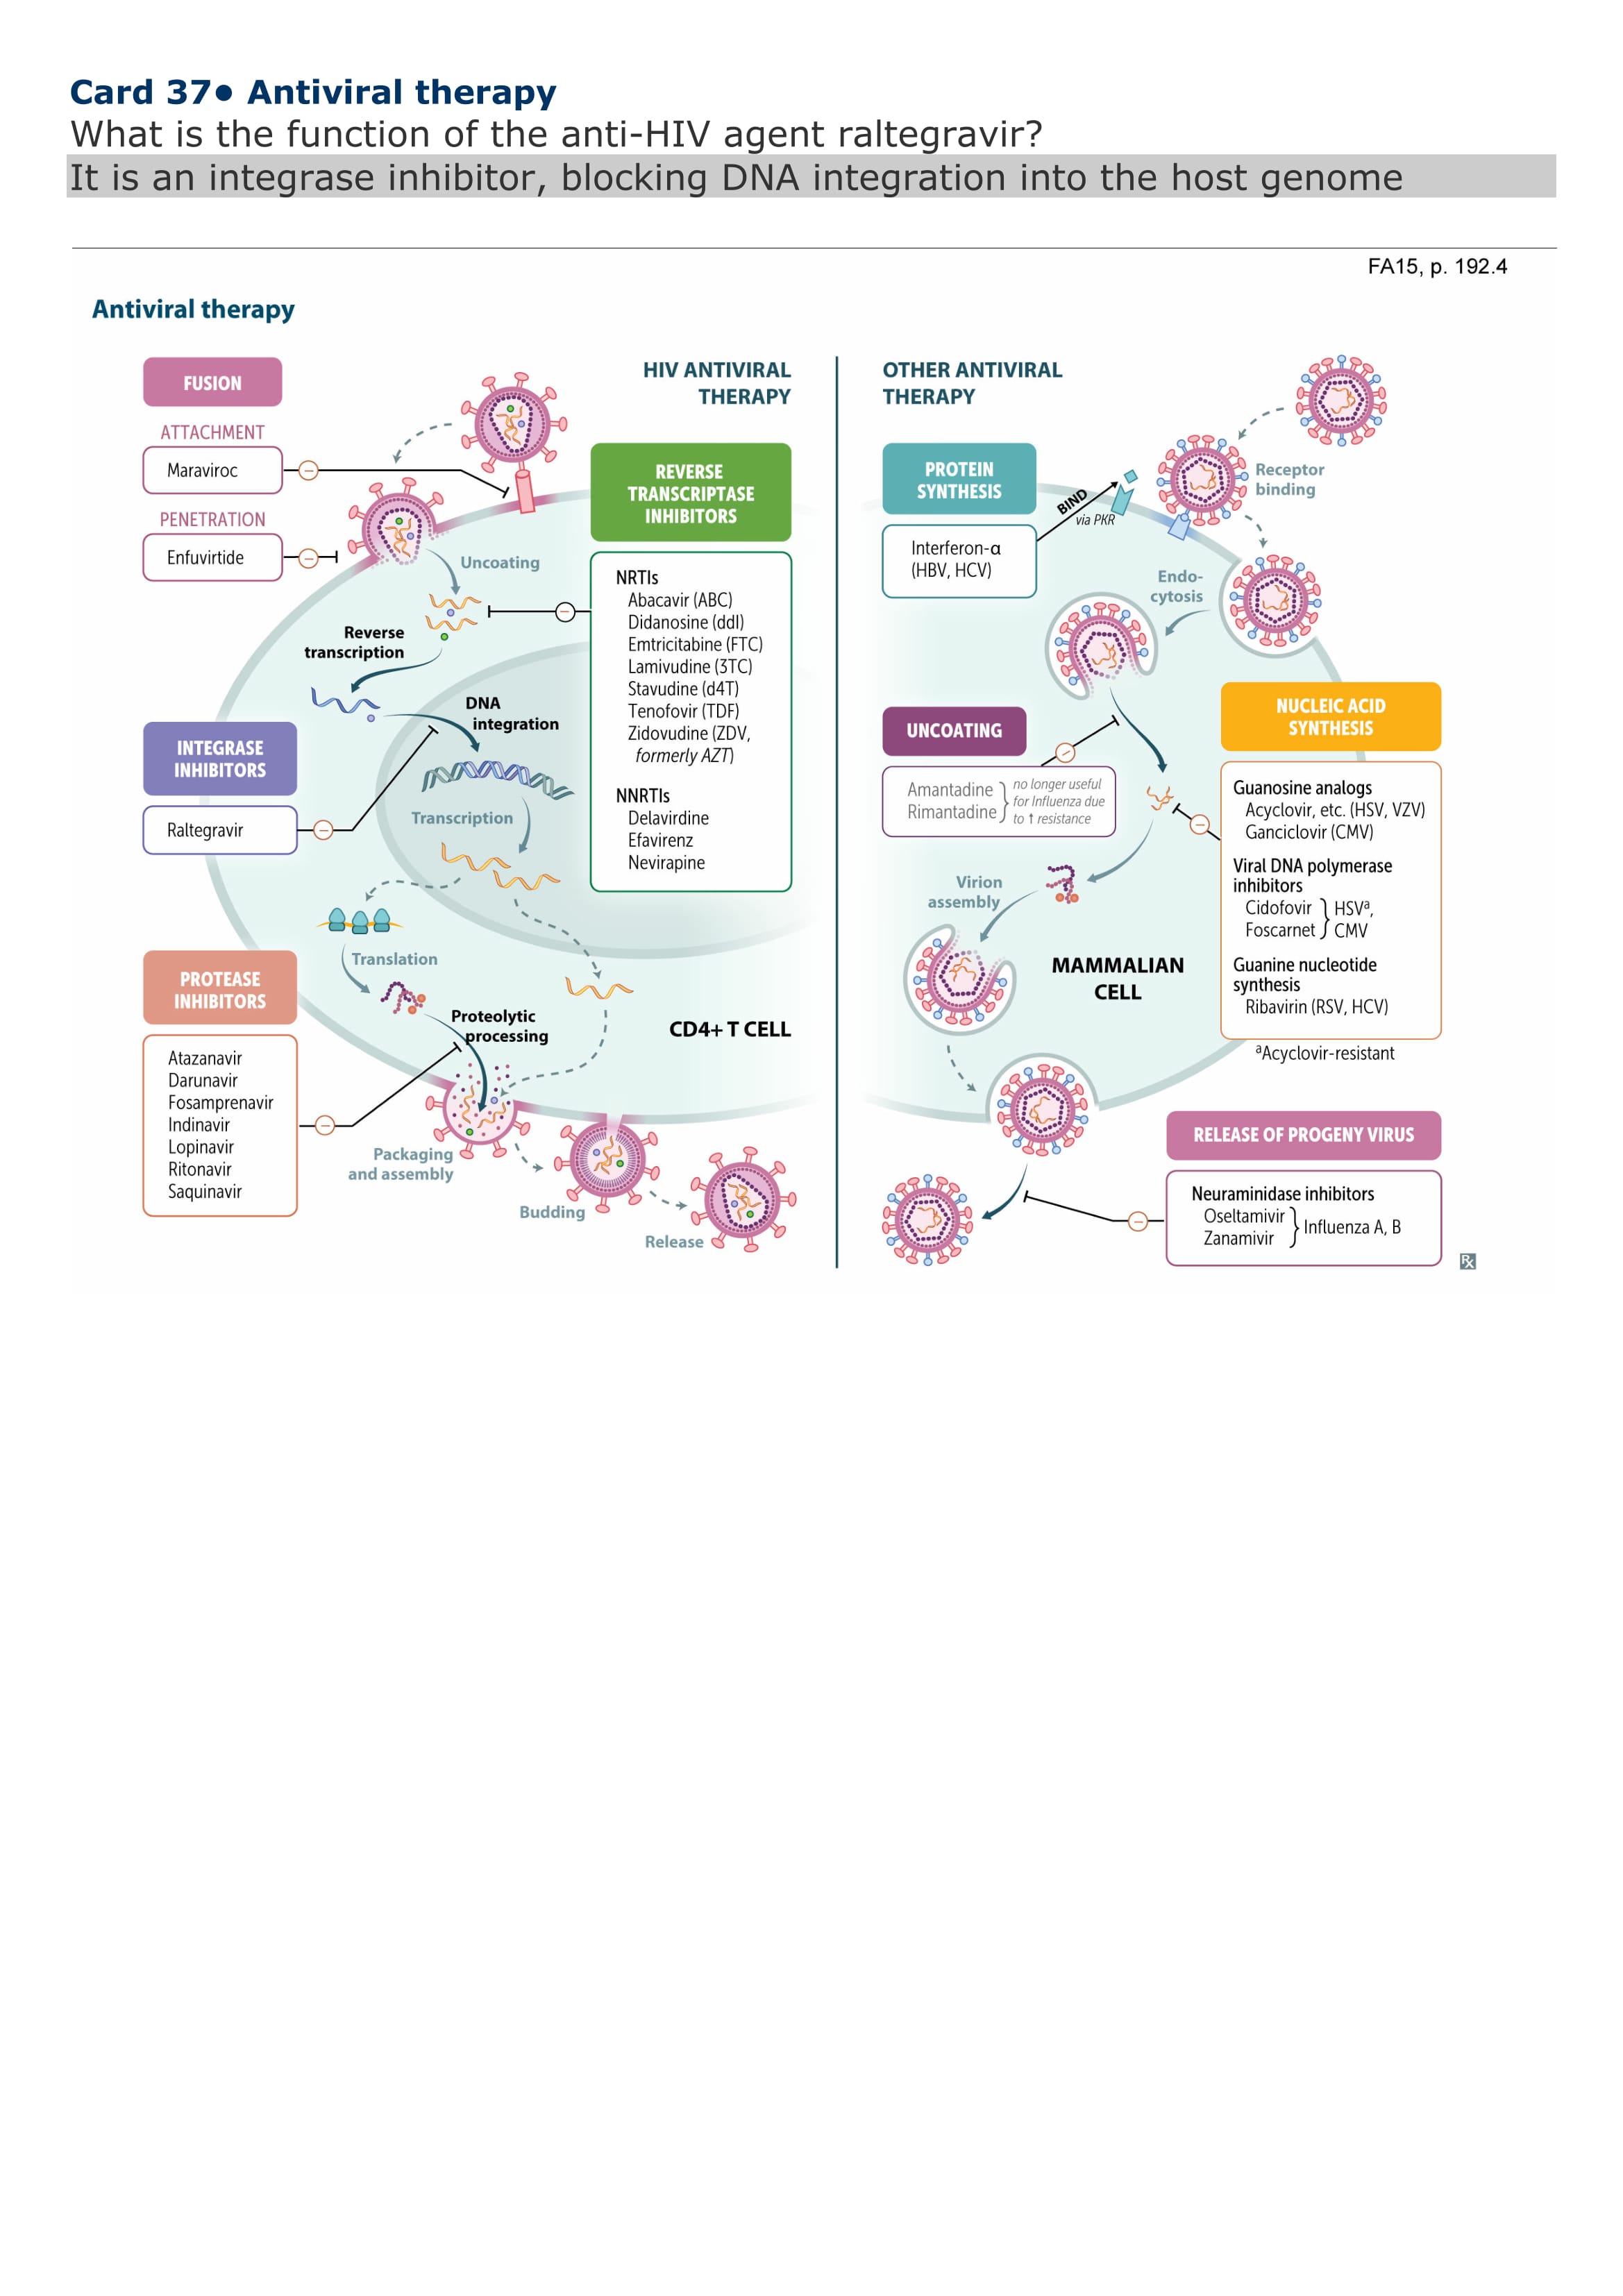 Card 37● Antiviral therapy
What is the function of the anti-HIV agent raltegravir?
It is an integrase inhibitor, blocking DNA integration into the host genome
FA15, p. 192.4
Antiviral therapy
HIV ANTIVIRAL
THERAPY
FUSION
ATTACHMENT
Maraviroc
PENETRATION
Enfuvirtide
Uncoating
Reverse
transcription
REVERSE
TRANSCRIPTASE
INHIBITORS
NRTIs
Abacavir (ABC)
Didanosine (ddI)
Emtricitabine (FTC)
Lamivudine (3TC)
Stavudine (d4T)
Tenofovir (TDF)
Zidovudine (ZDV,
formerly AZT)
NNRTIs
Delavirdine
Efavirenz
Nevirapine
DNA
integration
INTEGRASE
INHIBITORS
Raltegravir
Transcription
Translation
PROTEASE
INHIBITORS
Atazanavir
Darunavir
Fosamprenavir
Indinavir
Lopinavir
Ritonavir
Saquinavir
Proteolytic
processing
CD4+ T CELL
Packaging
and assembly
Budding
Release
OTHER ANTIVIRAL
THERAPY
PROTEIN
SYNTHESIS
Interferon-α
(HBV, HCV)
BIND
via PKR
Receptor
binding
Endo-
cytosis
UNCOATING
Amantadine
Rimantadine
no longer useful
for Influenza due
to ↑ resistance
NUCLEIC ACID
SYNTHESIS
Guanosine analogs
Acyclovir, etc. (HSV, VZV)
Ganciclovir (CMV)
Viral DNA polymerase
inhibitors
Cidofovir
Foscarnet
HSVᵃ,
CMV
Guanine nucleotide
synthesis
Ribavirin (RSV, HCV)
ᵃAcyclovir-resistant
Virion
assembly
MAMMALIAN
CELL
RELEASE OF PROGENY VIRUS
Neuraminidase inhibitors
Oseltamivir
Zanamivir
Influenza A, B
Rx